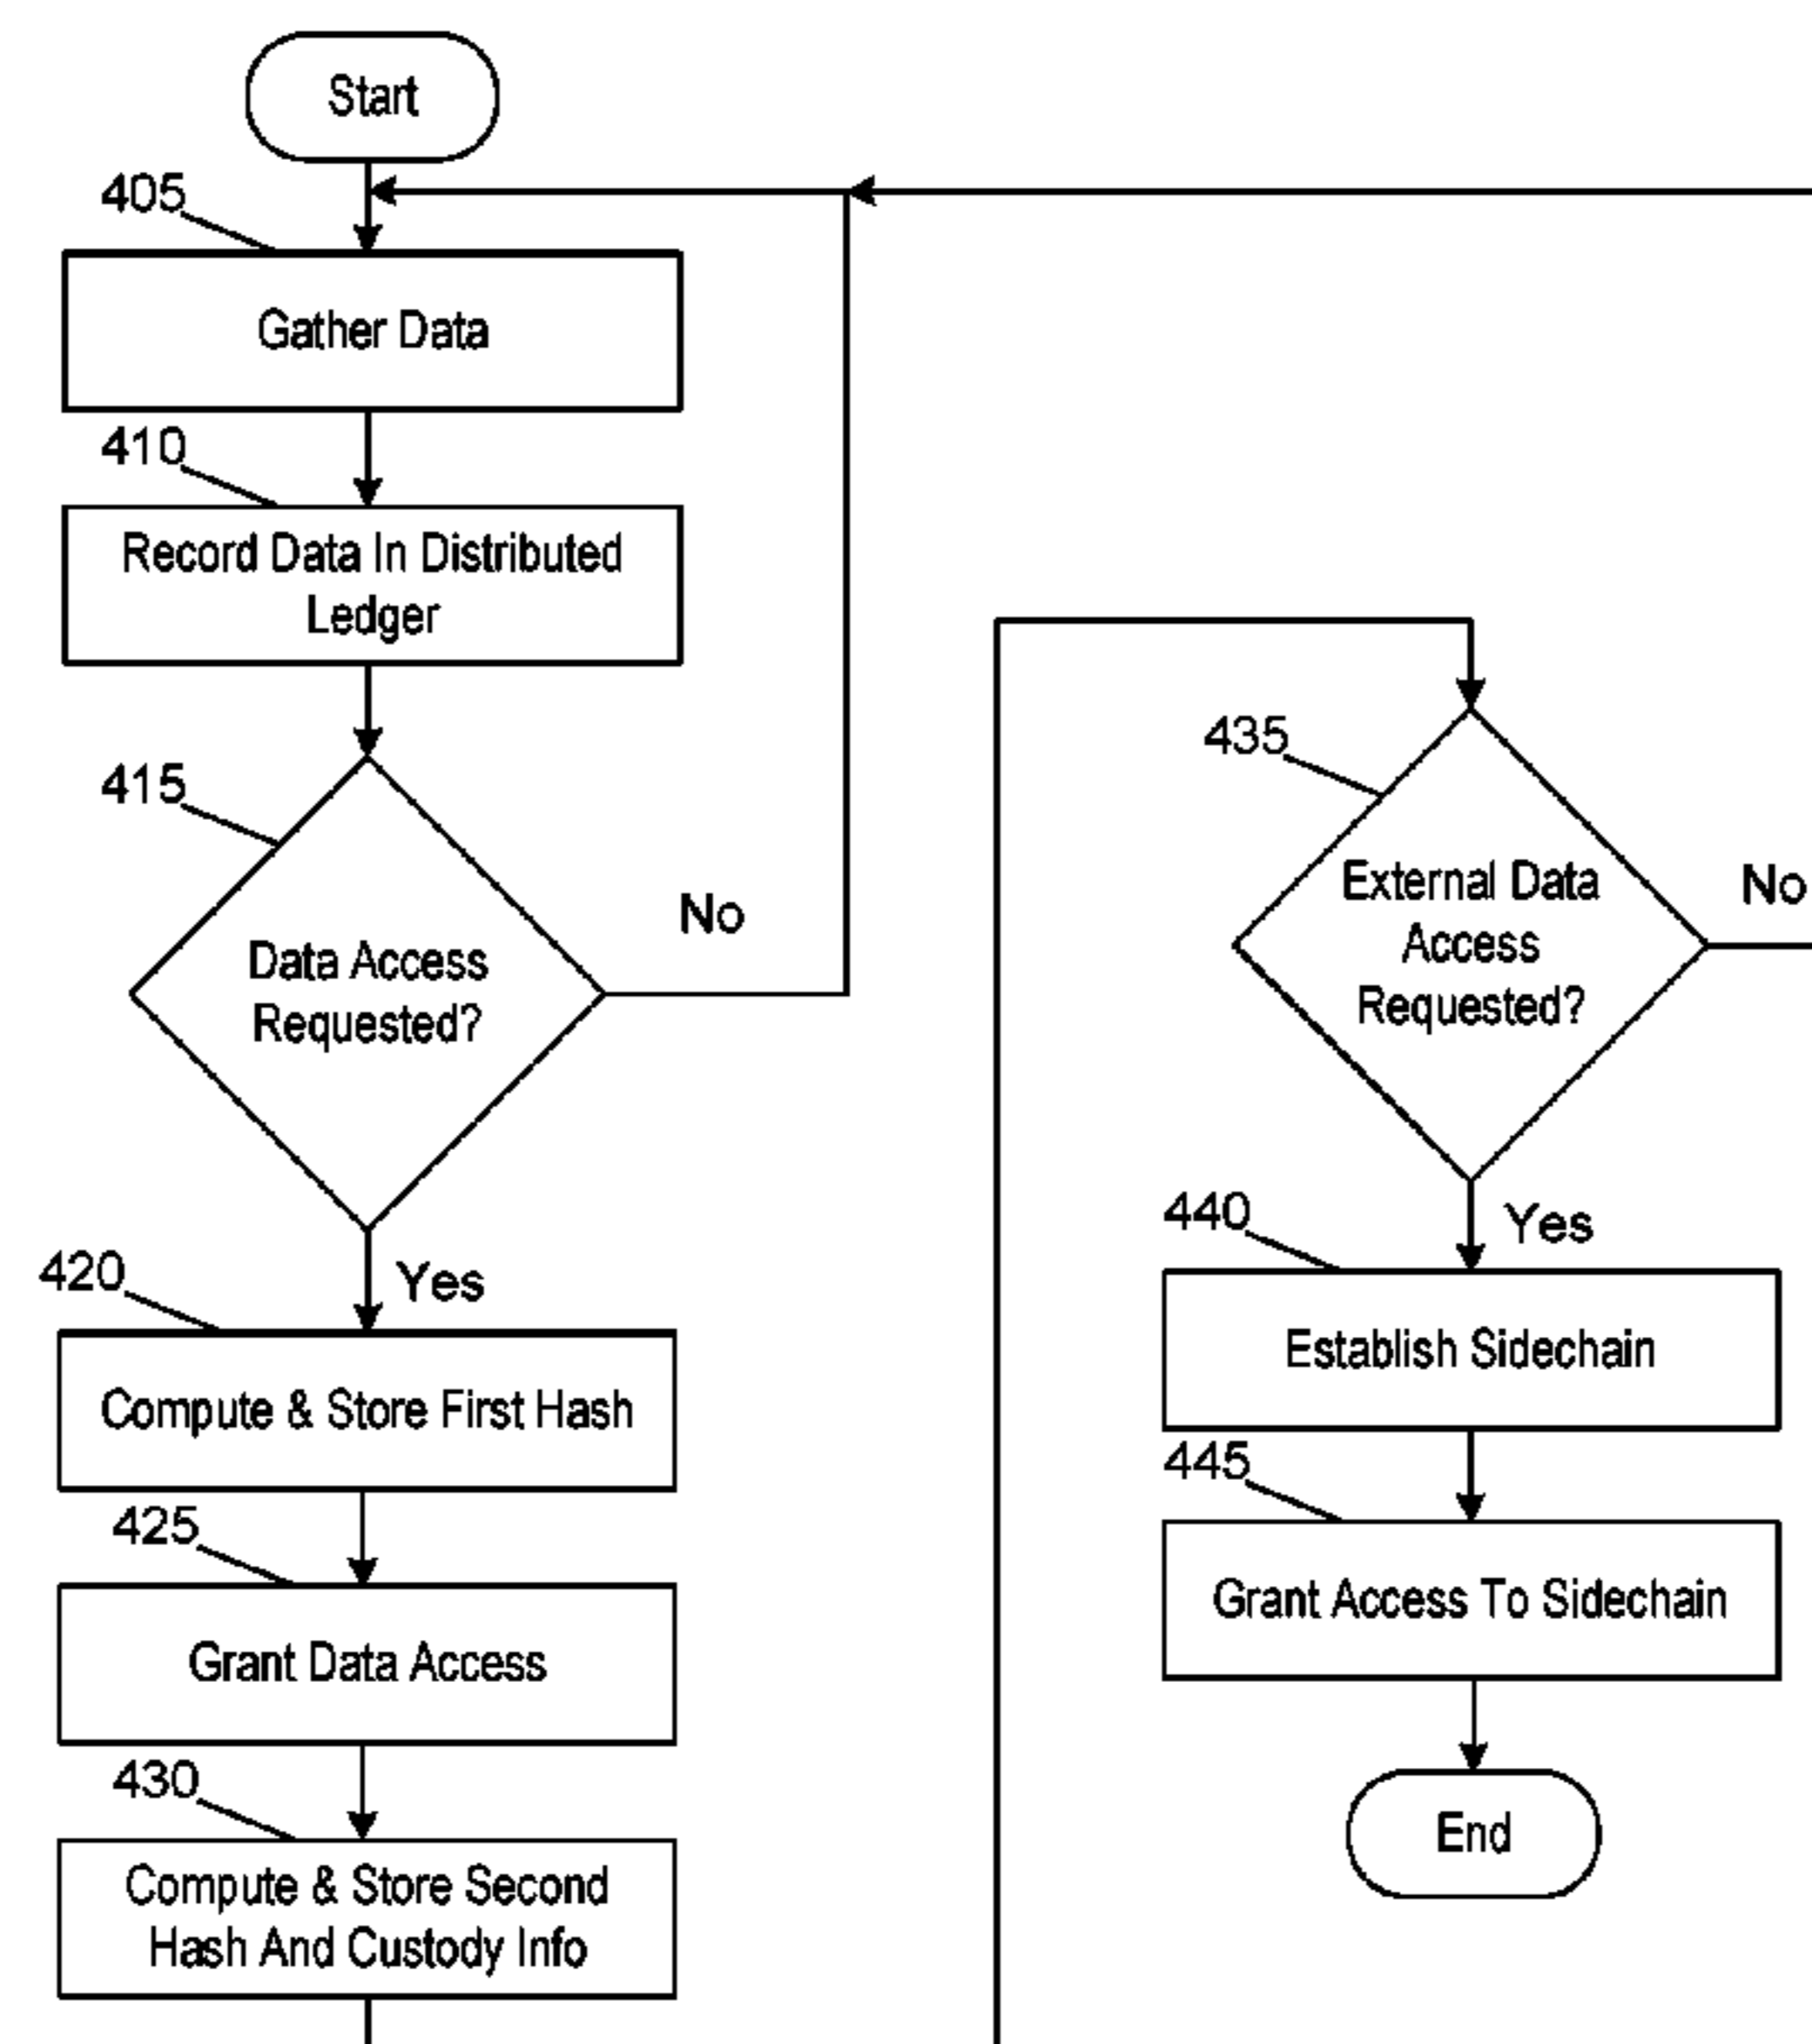 Start
405
Gather Data
410
Record Data In Distributed
Ledger
415
Data Access
Requested?
No
Yes
420
Compute & Store First Hash
425
Grant Data Access
430
Compute & Store Second
Hash And Custody Info
435
External Data
Access
Requested?
No
Yes
440
Establish Sidechain
445
Grant Access To Sidechain
End